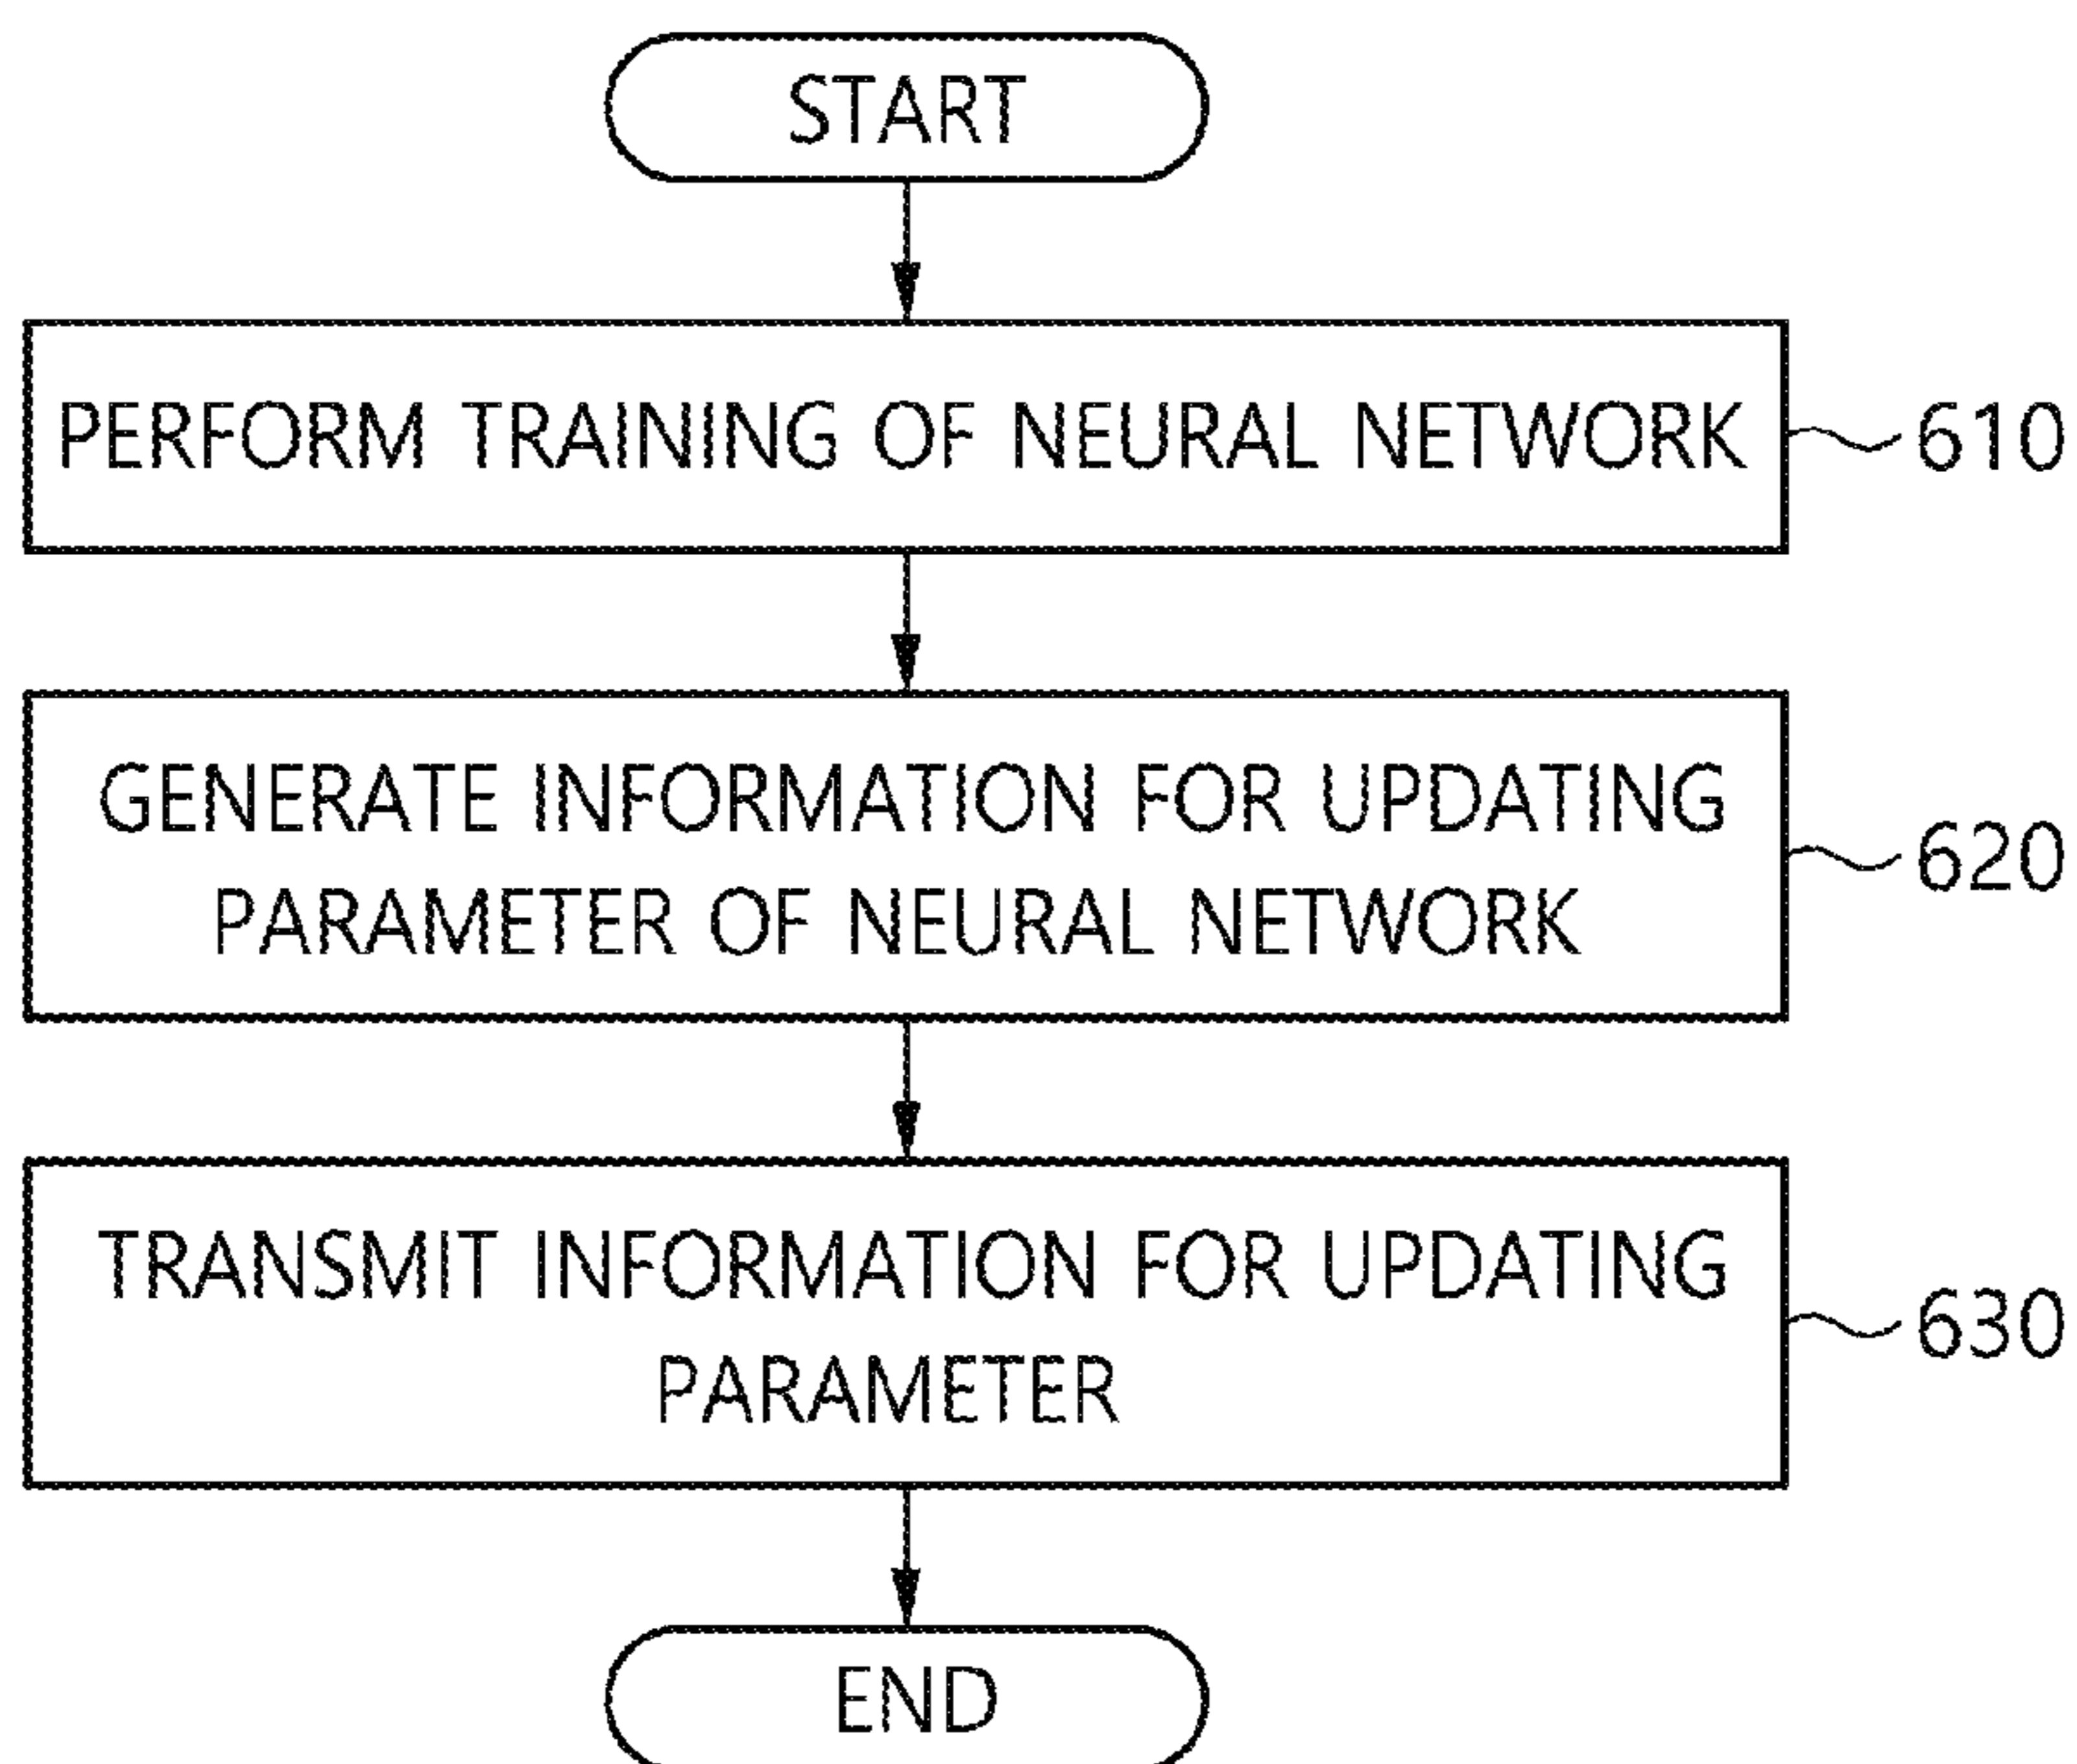 START
PERFORM TRAINING OF NEURAL NETWORK
610
GENERATE INFORMATION FOR UPDATING
PARAMETER OF NEURAL NETWORK
620
TRANSMIT INFORMATION FOR UPDATING
PARAMETER
630
END